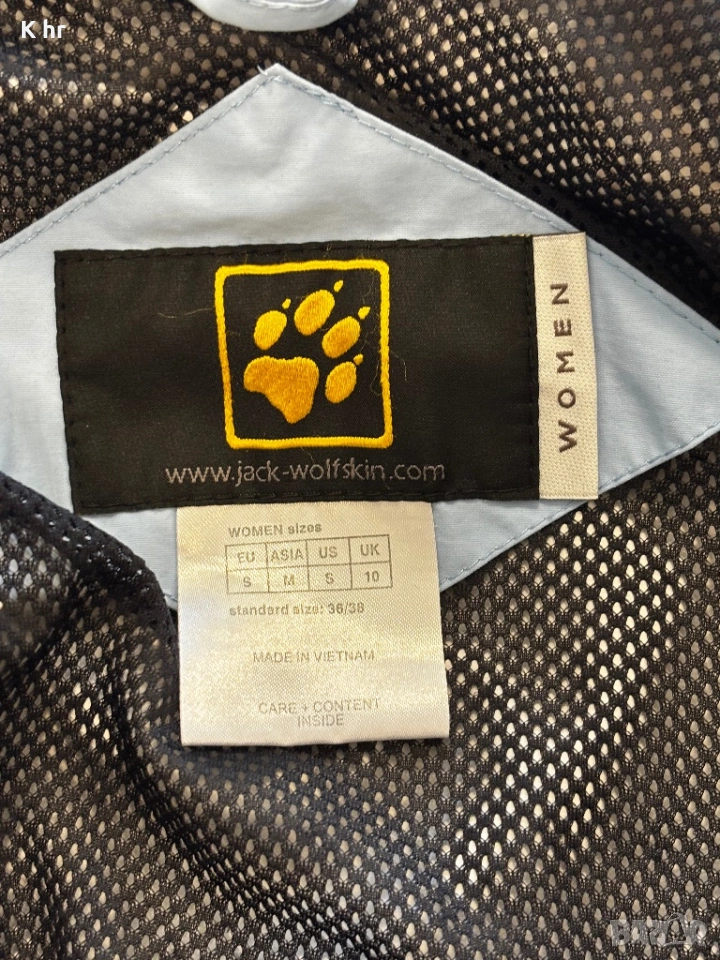 K hr
WOMEN
www.jack-wolfskin.com
WOMEN sizes
EU ASIA US UK
S M S 10
standard size: 36/38
MADE IN VIETNAM
CARE + CONTENT
INSIDE